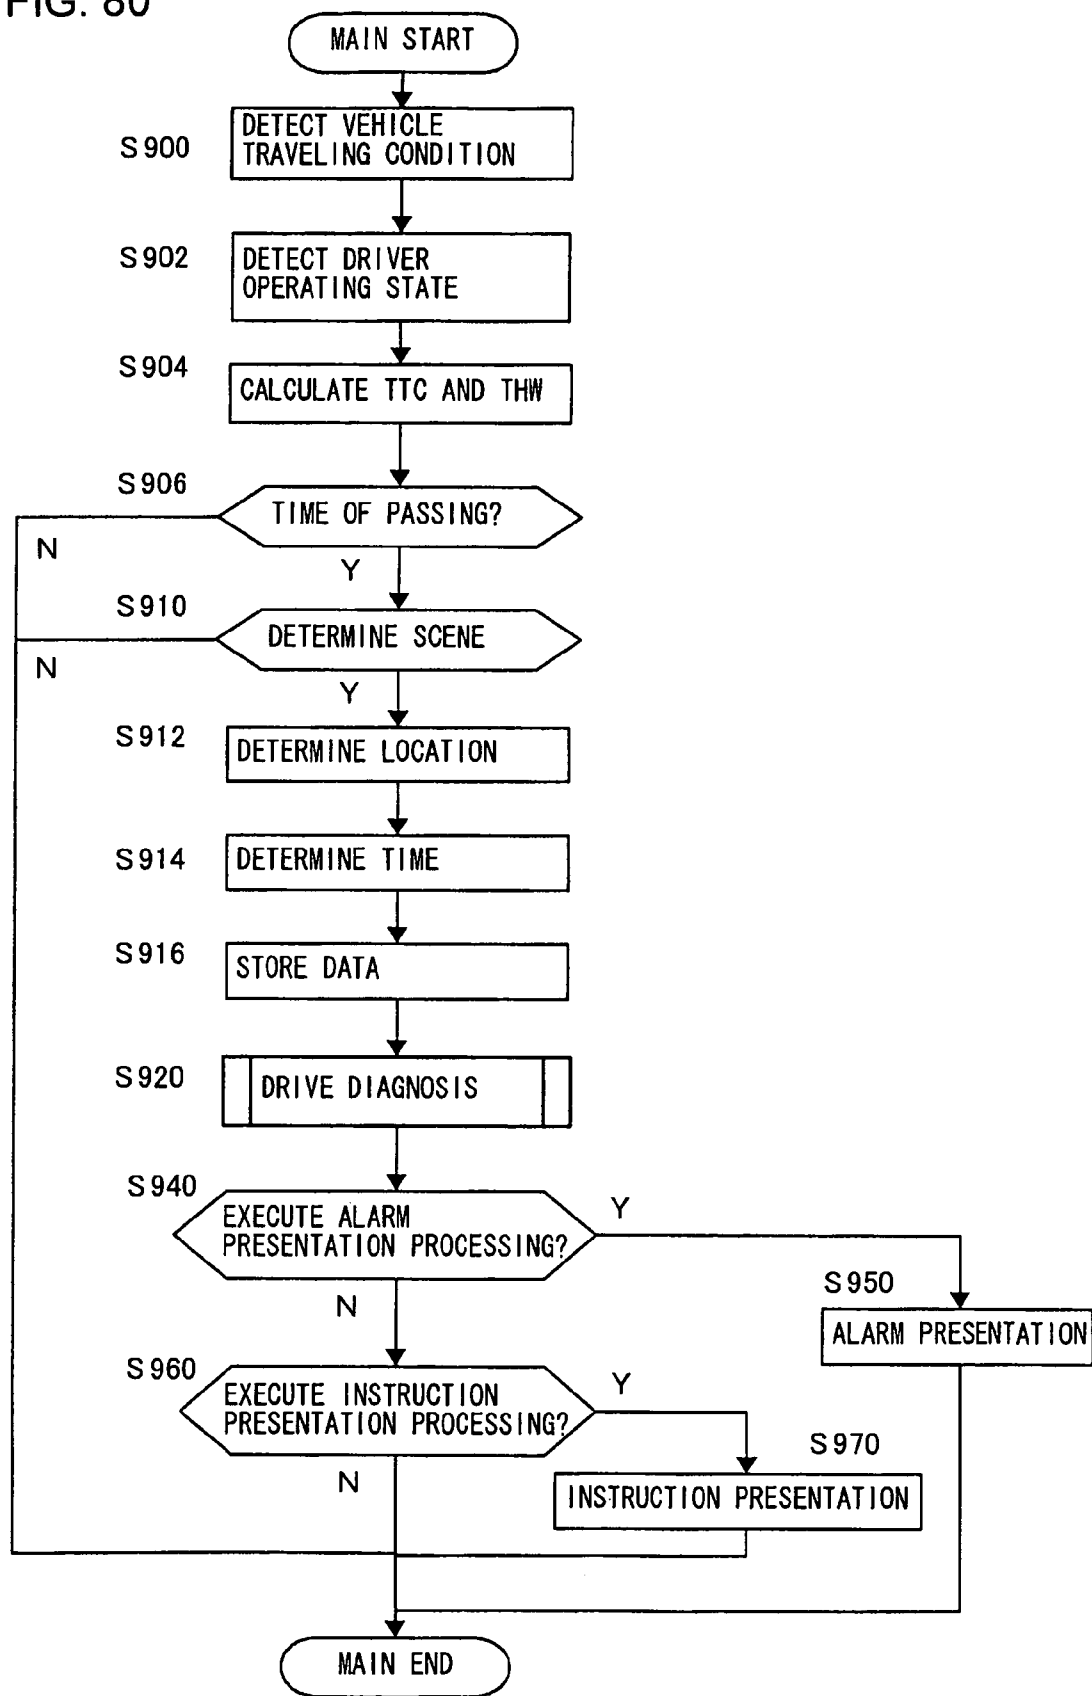 FIG. 80
MAIN START
S900
DETECT VEHICLE
TRAVELING CONDITION
S902
DETECT DRIVER
OPERATING STATE
S904
CALCULATE TTC AND THW
S906
TIME OF PASSING?
N
Y
S910
DETERMINE SCENE
N
Y
S912
DETERMINE LOCATION
S914
DETERMINE TIME
S916
STORE DATA
S920
DRIVE DIAGNOSIS
S940
EXECUTE ALARM
PRESENTATION PROCESSING?
Y
N
S950
ALARM PRESENTATION
S960
EXECUTE INSTRUCTION
PRESENTATION PROCESSING?
Y
N
S970
INSTRUCTION PRESENTATION
MAIN END